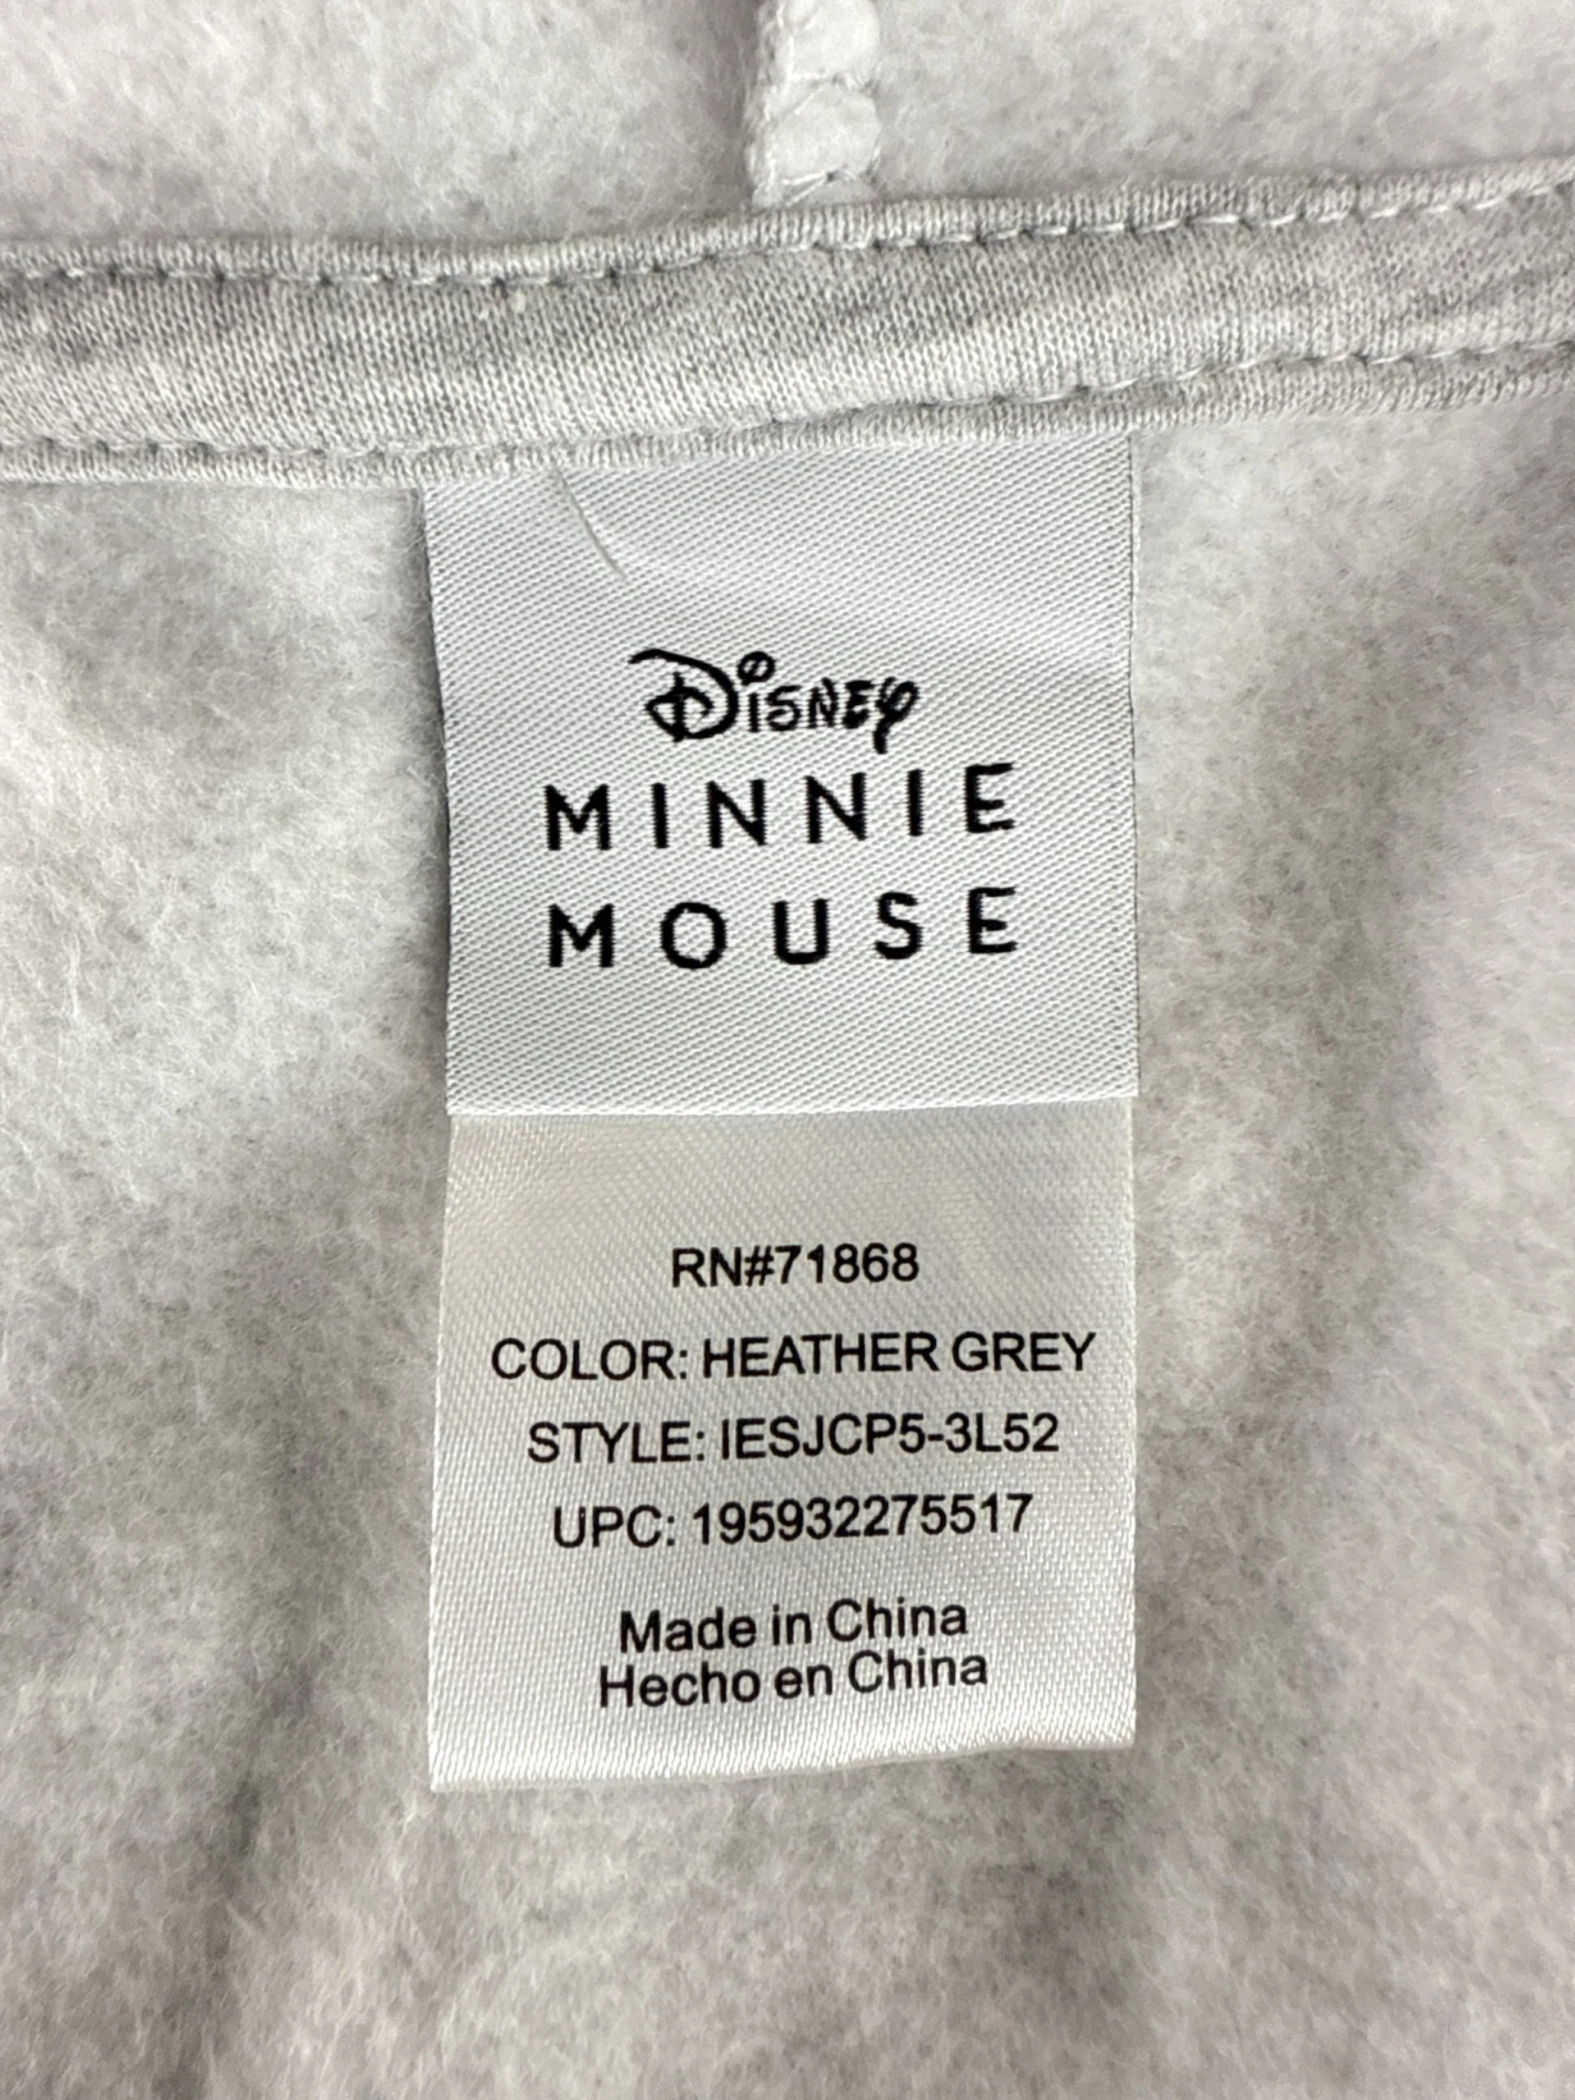 Disney
MINNIE
MOUSE
RN#71868
COLOR: HEATHER GREY
STYLE: IESJCP5-3L52
UPC: 195932275517
Made in China
Hecho en China